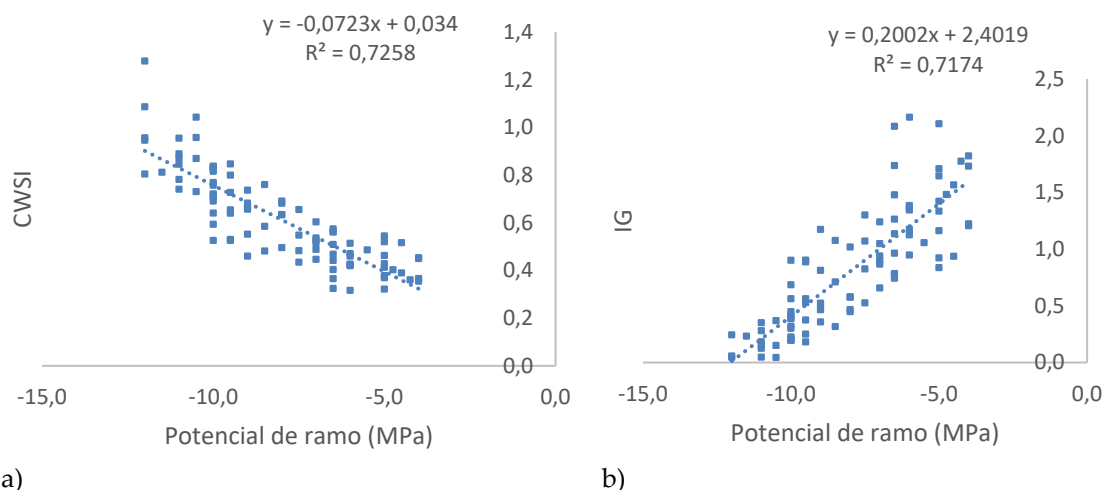 y = -0,0723x + 0,034
R² = 0,7258
1,4
1,2
1,0
0,8
0,6
0,4
0,2
0,0
CWSI
-15,0 -10,0 -5,0 0,0
Potencial de ramo (MPa)
a)
y = 0,2002x + 2,4019
R² = 0,7174
2,5
2,0
1,5
1,0
0,5
0,0
IG
-15,0 -10,0 -5,0 0,0
Potencial de ramo (MPa)
b)